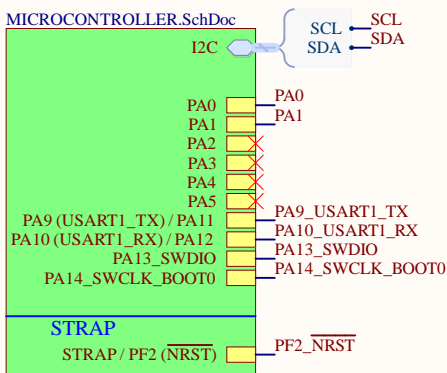 MICROCONTROLLER.SchDoc
I2C SCL SCL
SDA SDA
PA0 PA0
PA1 PA1
PA2
PA3
PA4
PA5
PA9 (USART1_TX) / PA11 PA9_USART1_TX
PA10 (USART1_RX) / PA12 PA10_USART1_RX
PA13_SWDIO PA13_SWDIO
PA14_SWCLK_BOOT0 PA14_SWCLK_BOOT0
STRAP
STRAP / PF2 (NRST) PF2_NRST